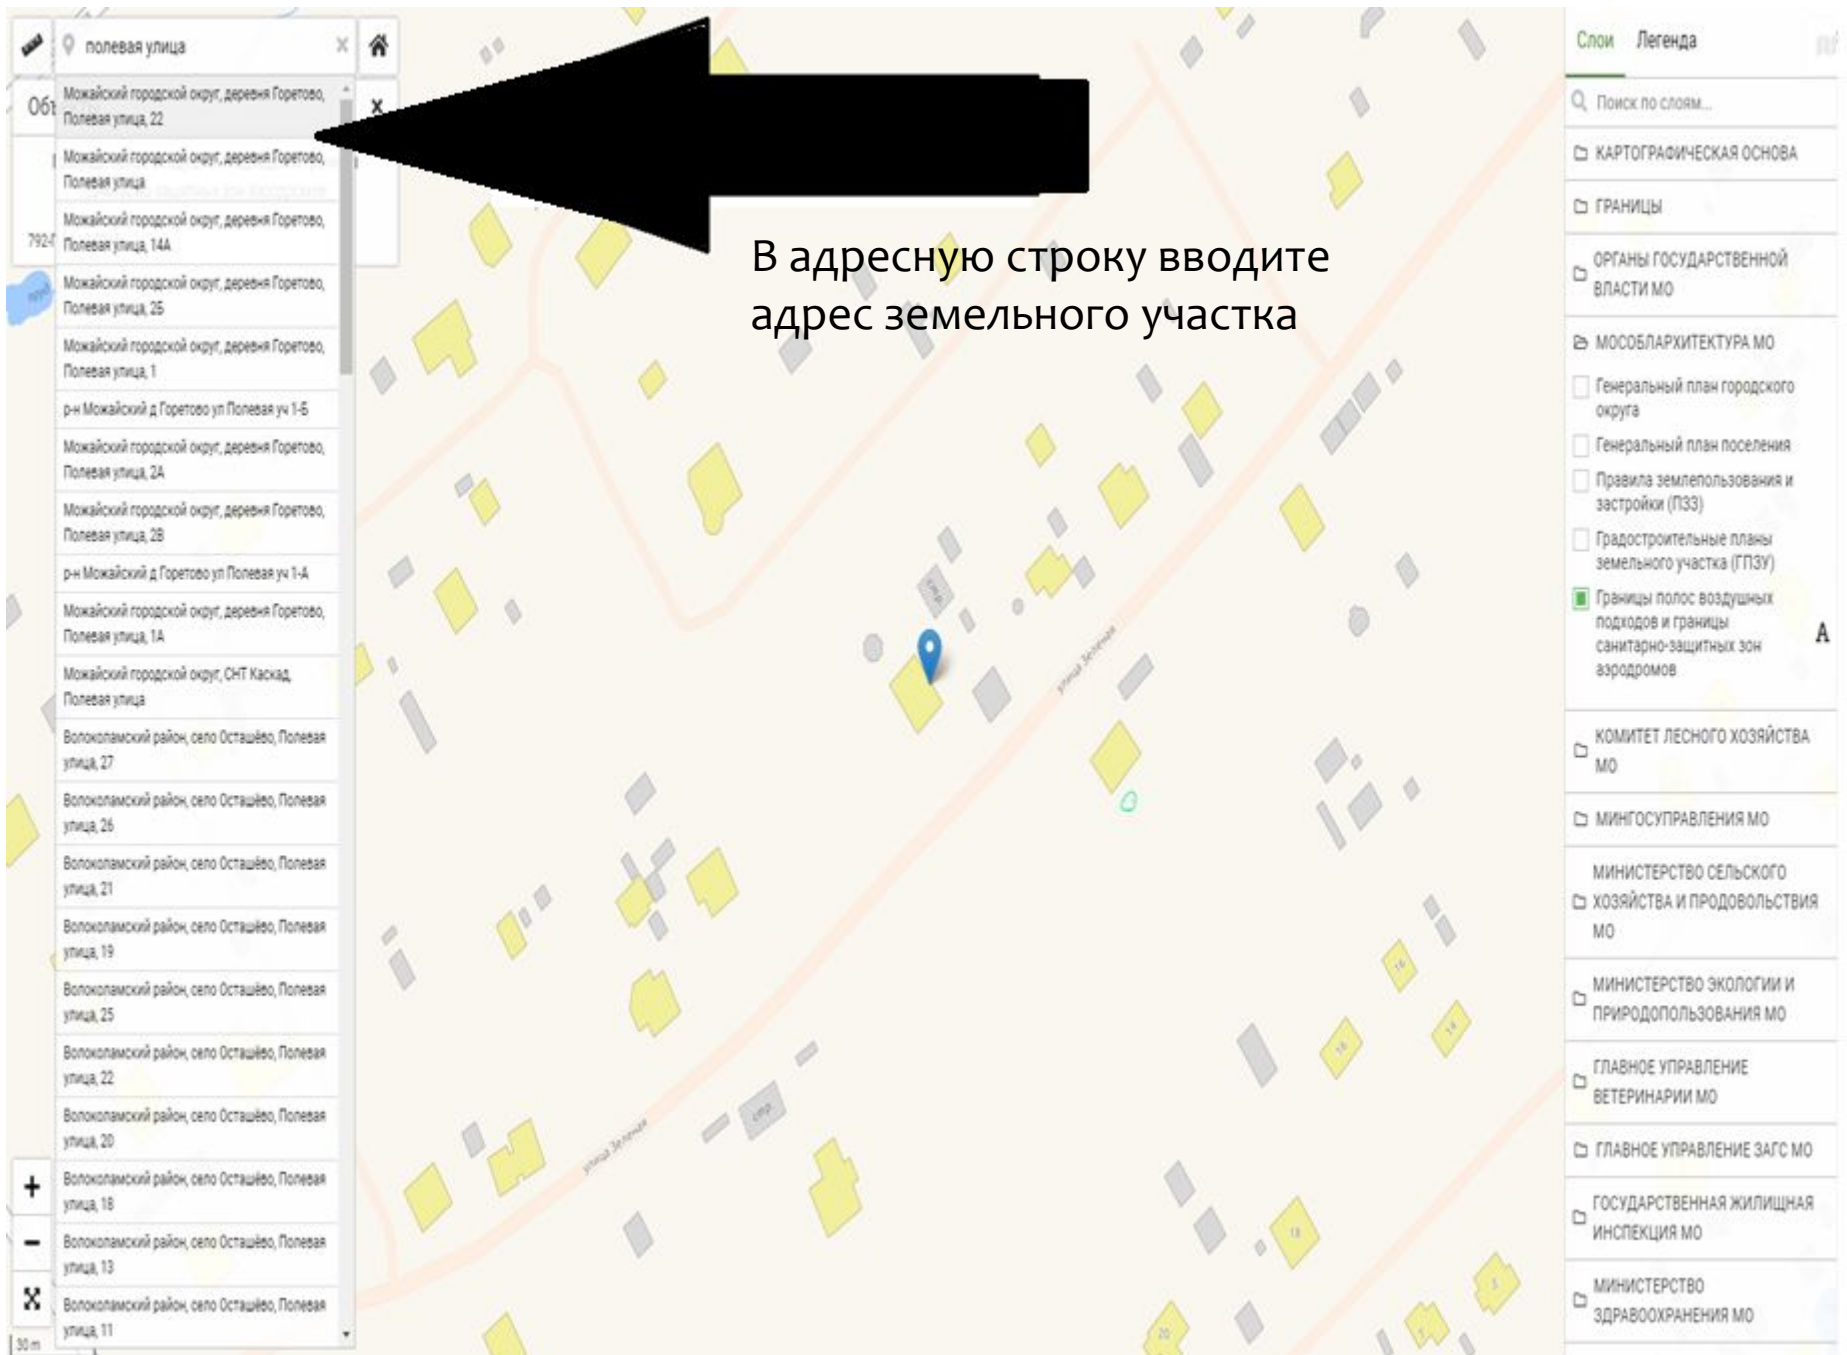 полевая улица
Можайский городской округ, деревня Горетово,
Полевая улица, 22
Можайский городской округ, деревня Горетово,
Полевая улица
Можайский городской округ, деревня Горетово,
Полевая улица, 14А
Можайский городской округ, деревня Горетово,
Полевая улица, 2Б
Можайский городской округ, деревня Горетово,
Полевая улица, 1
р-н Можайский д Горетово ул Полевая уч 1-Б
Можайский городской округ, деревня Горетово,
Полевая улица, 2А
Можайский городской округ, деревня Горетово,
Полевая улица, 2В
р-н Можайский д Горетово ул Полевая уч 1-А
Можайский городской округ, деревня Горетово,
Полевая улица, 1А
Можайский городской округ, СНТ Каскад,
Полевая улица
Волоколамский район, село Осташёво, Полевая
улица, 27
Волоколамский район, село Осташёво, Полевая
улица, 26
Волоколамский район, село Осташёво, Полевая
улица, 21
Волоколамский район, село Осташёво, Полевая
улица, 19
Волоколамский район, село Осташёво, Полевая
улица, 25
Волоколамский район, село Осташёво, Полевая
улица, 22
Волоколамский район, село Осташёво, Полевая
улица, 20
Волоколамский район, село Осташёво, Полевая
улица, 18
Волоколамский район, село Осташёво, Полевая
улица, 13
Волоколамский район, село Осташёво, Полевая
улица, 11
30 m
В адресную строку вводите
адрес земельного участка
стр.
улица Зеленая
улица Зеленая
стр.
16
14
16
18
20
Слои Легенда
Поиск по слоям...
КАРТОГРАФИЧЕСКАЯ ОСНОВА
ГРАНИЦЫ
ОРГАНЫ ГОСУДАРСТВЕННОЙ
ВЛАСТИ МО
МОСОБЛАРХИТЕКТУРА МО
Генеральный план городского
округа
Генеральный план поселения
Правила землепользования и
застройки (ПЗЗ)
Градостроительные планы
земельного участка (ГПЗУ)
Границы полос воздушных
подходов и границы
санитарно-защитных зон
аэродромов
А
КОМИТЕТ ЛЕСНОГО ХОЗЯЙСТВА
МО
МИНГОСУПРАВЛЕНИЯ МО
МИНИСТЕРСТВО СЕЛЬСКОГО
ХОЗЯЙСТВА И ПРОДОВОЛЬСТВИЯ
МО
МИНИСТЕРСТВО ЭКОЛОГИИ И
ПРИРОДОПОЛЬЗОВАНИЯ МО
ГЛАВНОЕ УПРАВЛЕНИЕ
ВЕТЕРИНАРИИ МО
ГЛАВНОЕ УПРАВЛЕНИЕ ЗАГС МО
ГОСУДАРСТВЕННАЯ ЖИЛИЩНАЯ
ИНСПЕКЦИЯ МО
МИНИСТЕРСТВО
ЗДРАВООХРАНЕНИЯ МО